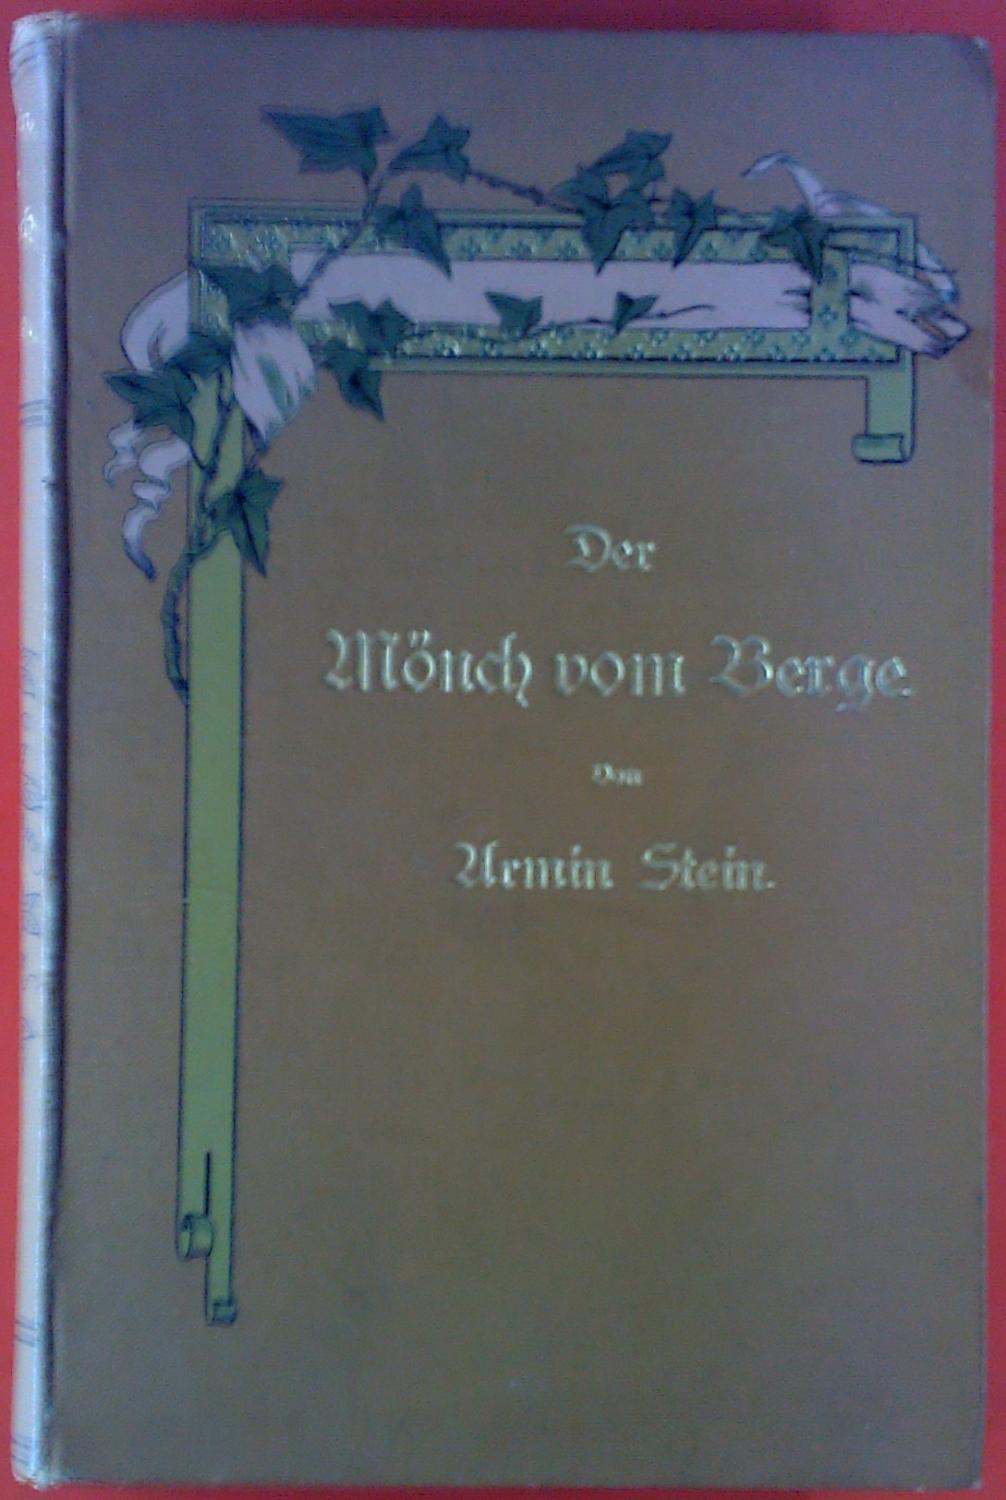 Der
Mönch vom Berge.
Von
Armin Stein.